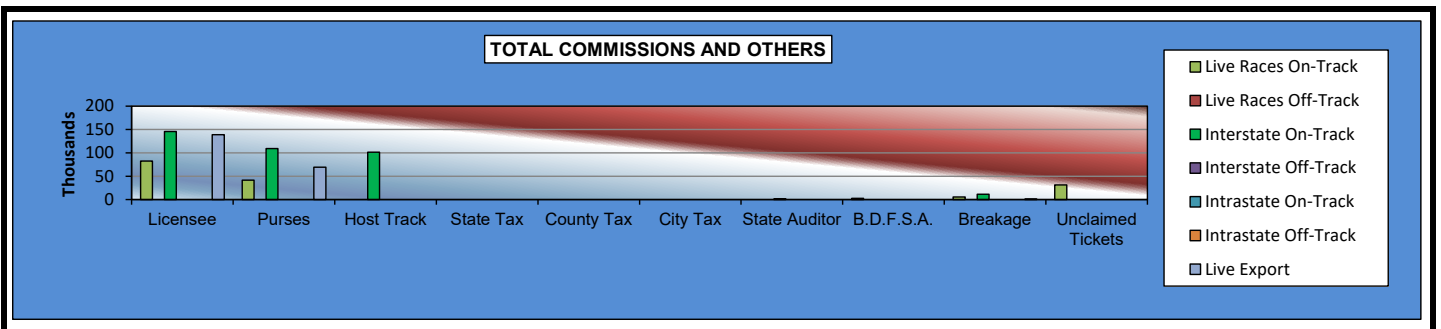 TOTAL COMMISSIONS AND OTHERS
Thousands
200
150
100
50
0
Licensee Purses Host Track State Tax County Tax City Tax State Auditor B.D.F.S.A. Breakage Unclaimed
Tickets
Live Races On-Track
Live Races Off-Track
Interstate On-Track
Interstate Off-Track
Intrastate On-Track
Intrastate Off-Track
Live Export